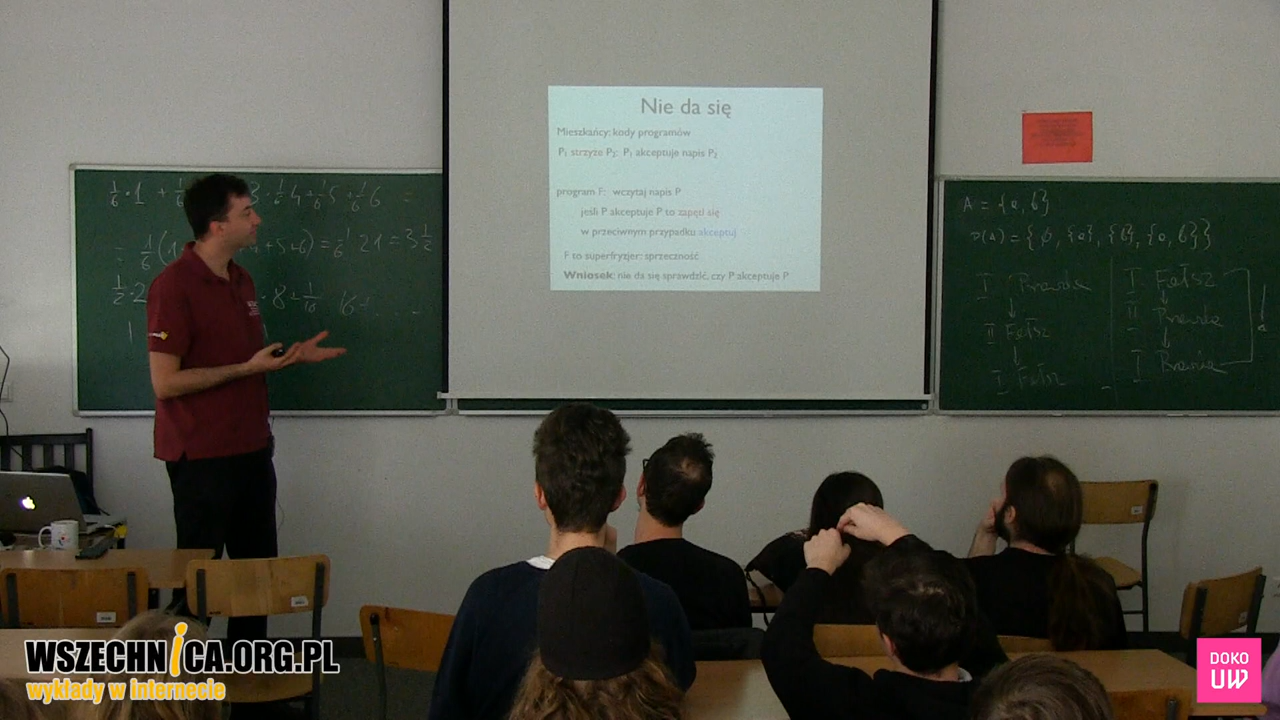 Nie da się
Mieszkańcy: kody programów
P₁ strzyże P₂: P₁ akceptuje napis P₂
program F: wczytaj napis P
jeśli P akceptuje P to zapętl się
w przeciwnym przypadku akceptuj
F to superfryzjer: sprzeczność
Wniosek: nie da się sprawdzić, czy P akceptuje P
A = {a, b}
P(A) = {∅, {a}, {b}, {a, b}}
I Prawda
II Fałsz
I Fałsz
I Fałsz
II Prawda
I Prawda
WSZECHNICA.ORG.PL
wykłady w internecie
DOKO
UW